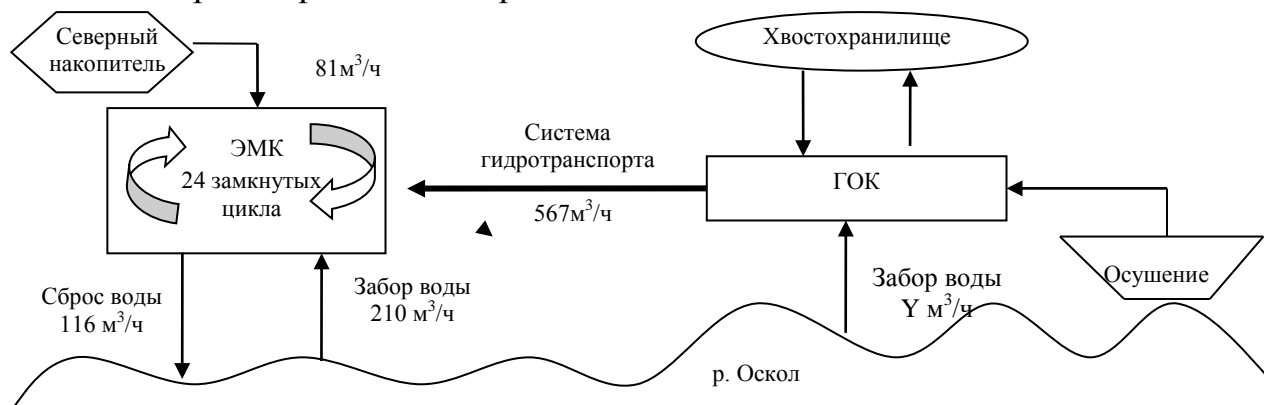 Северный
накопитель
81м³/ч
ЭМК
24 замкнутых
цикла
Сброс воды
116 м³/ч
Забор воды
210 м³/ч
Система
гидротранспорта
567м³/ч
Хвостохранилище
ГОК
Забор воды
Y м³/ч
Осушение
р. Оскол